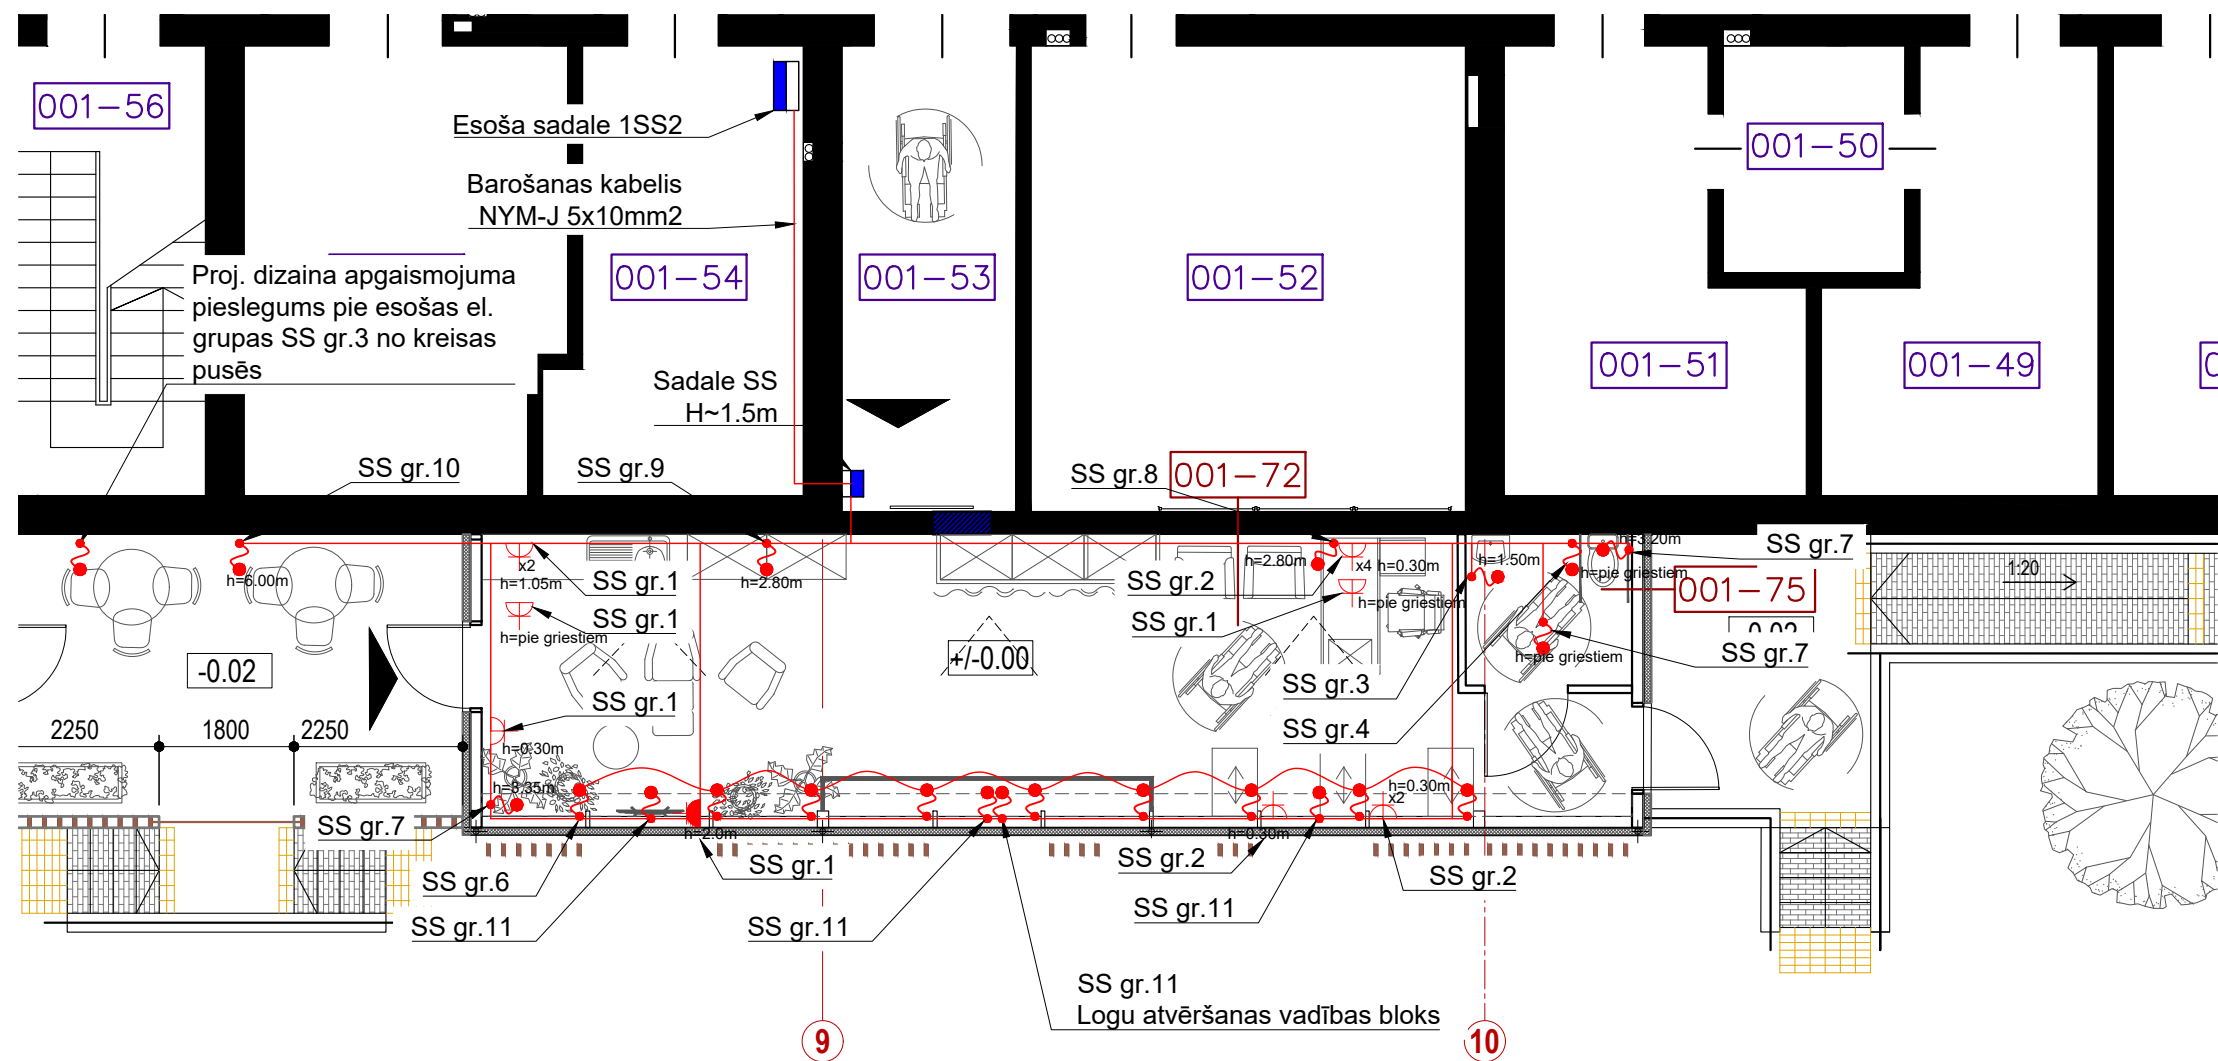 001-56
Esoša sadale 1SS2
001-50
Barošanas kabelis
NYM-J 5x10mm2
Proj. dizaina apgaismojuma
pieslegums pie esošas el.
grupas SS gr.3 no kreisas
pusēs
001-54
001-53
001-52
001-51
001-49
Sadale SS
H~1.5m
SS gr.10
SS gr.9
SS gr.8
001-72
h=6.00m
x2
h=1.05m
SS gr.1
h=2.80m
SS gr.2
h=2.80m
x4
h=0.30m
h=1.50m
h=3.20m
SS gr.7
h=pie griestiem
1:20
001-75
h=pie griestiem
SS gr.1
SS gr.1
h=pie griestiem
-0.02
SS gr.7
h=pie griestiem
-0.02
+/-0.00
SS gr.3
SS gr.4
SS gr.1
h=0.30m
2250
1800
2250
h=3.35m
SS gr.7
h=2.0m
h=0.30m
h=0.30m
x2
SS gr.6
SS gr.1
SS gr.2
SS gr.2
SS gr.11
SS gr.11
SS gr.11
SS gr.11
Logu atvēršanas vadības bloks
9
10